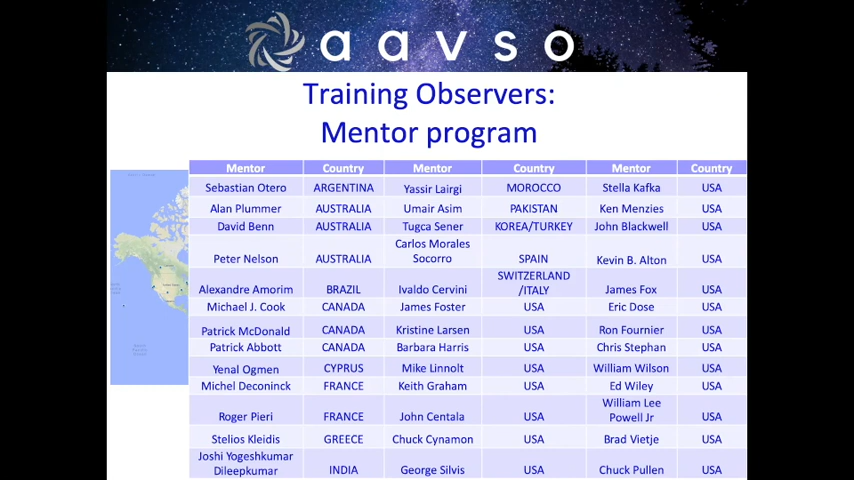 aavso
Training Observers:
Mentor program
Mentor Country Mentor Country Mentor Country
Sebastian Otero ARGENTINA Yassir Lairgi MOROCCO Stella Kafka USA
Alan Plummer AUSTRALIA Umair Asim PAKISTAN Ken Menzies USA
David Benn AUSTRALIA Tugca Sener KOREA/TURKEY John Blackwell USA
Peter Nelson AUSTRALIA Carlos Morales Socorro SPAIN Kevin B. Alton USA
Alexandre Amorim BRAZIL Ivaldo Cervini SWITZERLAND /ITALY James Fox USA
Michael J. Cook CANADA James Foster USA Eric Dose USA
Patrick McDonald CANADA Kristine Larsen USA Ron Fournier USA
Patrick Abbott CANADA Barbara Harris USA Chris Stephan USA
Yenal Ogmen CYPRUS Mike Linnolt USA William Wilson USA
Michel Deconinck FRANCE Keith Graham USA Ed Wiley USA
Roger Pieri FRANCE John Centala USA William Lee Powell Jr USA
Stelios Kleidis GREECE Chuck Cynamon USA Brad Vietje USA
Joshi Yogeshkumar Dileepkumar INDIA George Silvis USA Chuck Pullen USA